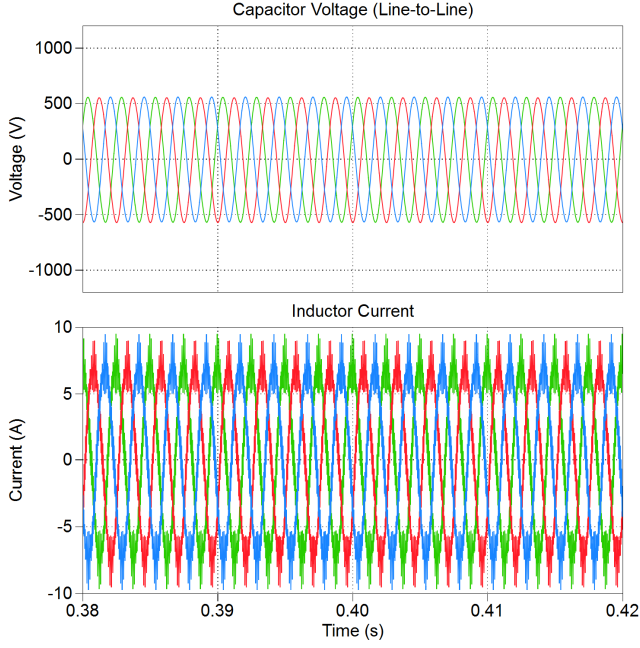 Capacitor Voltage (Line-to-Line)
1000
500
0
-500
-1000
Voltage (V)
Inductor Current
10
5
0
-5
-10
Current (A)
0.38 0.39 0.40 0.41 0.42
Time (s)